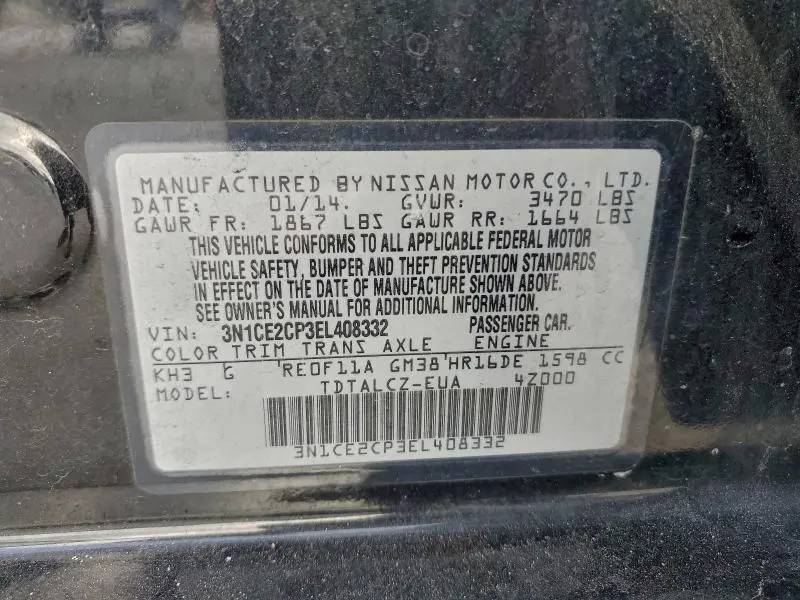 MANUFACTURED BY NISSAN MOTOR CO., LTD.
DATE: 01/14. GVWR: 3470 LBS
GAWR FR: 1867 LBS GAWR RR: 1664 LBS
THIS VEHICLE CONFORMS TO ALL APPLICABLE FEDERAL MOTOR
VEHICLE SAFETY, BUMPER AND THEFT PREVENTION STANDARDS
IN EFFECT ON THE DATE OF MANUFACTURE SHOWN ABOVE.
SEE OWNER'S MANUAL FOR ADDITIONAL INFORMATION.
VIN: 3N1CE2CP3EL408332 PASSENGER CAR.
COLOR TRIM TRANS AXLE ENGINE
KH3 G RE0F11A GM38 HR16DE 1598 CC
MODEL: TDTALCZ-EUA 4Z000
3N1CE2CP3EL408332